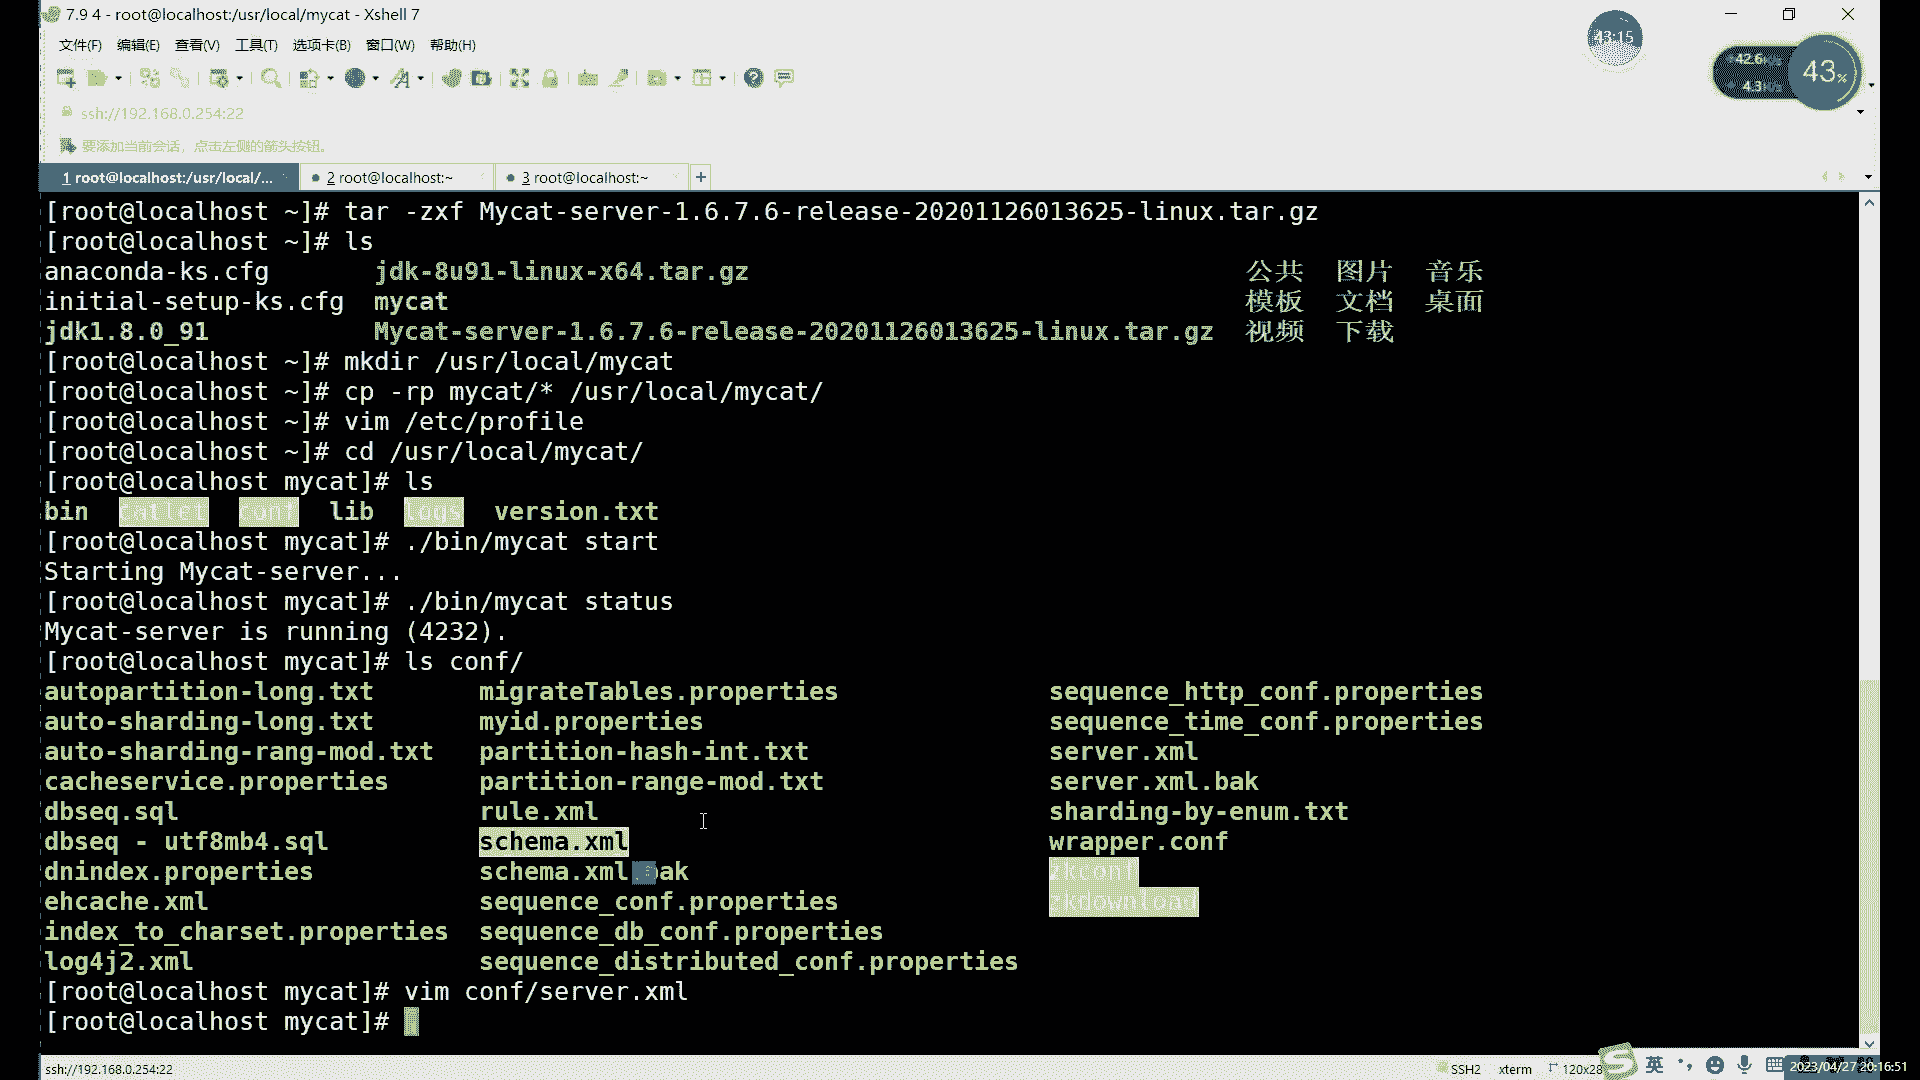 7.9 4 - root@localhost:/usr/local/mycat - Xshell 7
文件(F) 编辑(E) 查看(V) 工具(T) 选项卡(B) 窗口(W) 帮助(H)
43:15
42.6
4.3
43%
ssh://192.168.0.254:22
要添加当前会话，点击左侧的箭头按钮。
1 root@localhost:/usr/local/... 2 root@localhost:~ 3 root@localhost:~ +
[root@localhost ~]# tar -zxf Mycat-server-1.6.7.6-release-20201126013625-linux.tar.gz
[root@localhost ~]# ls
anaconda-ks.cfg jdk-8u91-linux-x64.tar.gz 公共 图片 音乐
initial-setup-ks.cfg mycat 模板 文档 桌面
jdk1.8.0_91 Mycat-server-1.6.7.6-release-20201126013625-linux.tar.gz 视频 下载
[root@localhost ~]# mkdir /usr/local/mycat
[root@localhost ~]# cp -rp mycat/* /usr/local/mycat/
[root@localhost ~]# vim /etc/profile
[root@localhost ~]# cd /usr/local/mycat/
[root@localhost mycat]# ls
bin catlet conf lib logs version.txt
[root@localhost mycat]# ./bin/mycat start
Starting Mycat-server...
[root@localhost mycat]# ./bin/mycat status
Mycat-server is running (4232).
[root@localhost mycat]# ls conf/
autopartition-long.txt migrateTables.properties sequence_http_conf.properties
auto-sharding-long.txt myid.properties sequence_time_conf.properties
auto-sharding-rang-mod.txt partition-hash-int.txt server.xml
cacheservice.properties partition-range-mod.txt server.xml.bak
dbseq.sql rule.xml sharding-by-enum.txt
dbseq - utf8mb4.sql schema.xml wrapper.conf
dnindex.properties schema.xml.bak zkconf
ehcache.xml sequence_conf.properties zkdownload
index_to_charset.properties sequence_db_conf.properties
log4j2.xml sequence_distributed_conf.properties
[root@localhost mycat]# vim conf/server.xml
[root@localhost mycat]#
ssh://192.168.0.254:22 SSH2 xterm 120x28 英 2023/04/27 20:16:51